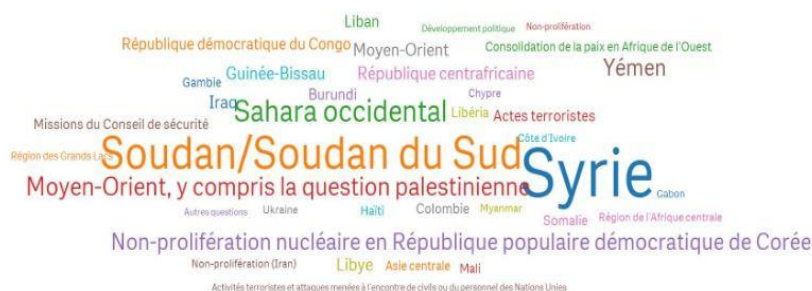 Liban
Développement politique
Non-prolifération
République démocratique du Congo
Moyen-Orient
Consolidation de la paix en Afrique de l'Ouest
Guinée-Bissau
République centrafricaine
Yémen
Gambie
Burundi
Chypre
Iraq
Sahara occidental
Libéria
Actes terroristes
Missions du Conseil de sécurité
Côte d'Ivoire
Région des Grands Lacs
Soudan/Soudan du Sud
Syrie
Moyen-Orient, y compris la question palestinienne
Gabon
Autres questions
Ukraine
Haïti
Colombie
Myanmar
Somalie
Région de l'Afrique centrale
Non-prolifération nucléaire en République populaire démocratique de Corée
Non-prolifération (Iran)
Libye
Asie centrale
Mali
Activités terroristes et attaques menées à l'encontre de civils ou du personnel des Nations Unies